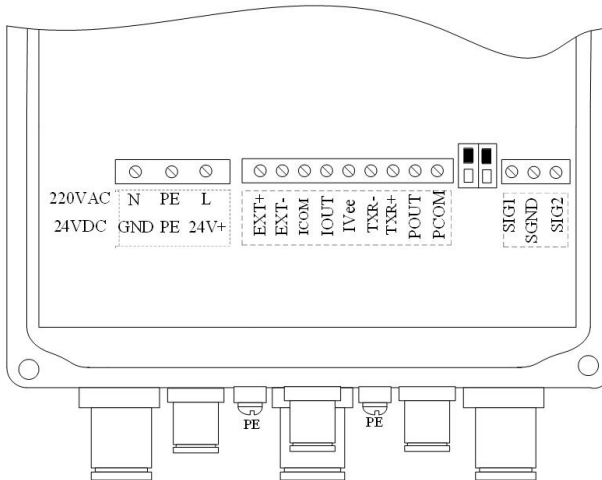 220VAC N PE L
24VDC GND PE 24V+
EXT+
EXT-
ICOM
IOUT
IVee
TXR-
TXR+
POUT
PCOM
SIG1
SGND
SIG2
PE
PE